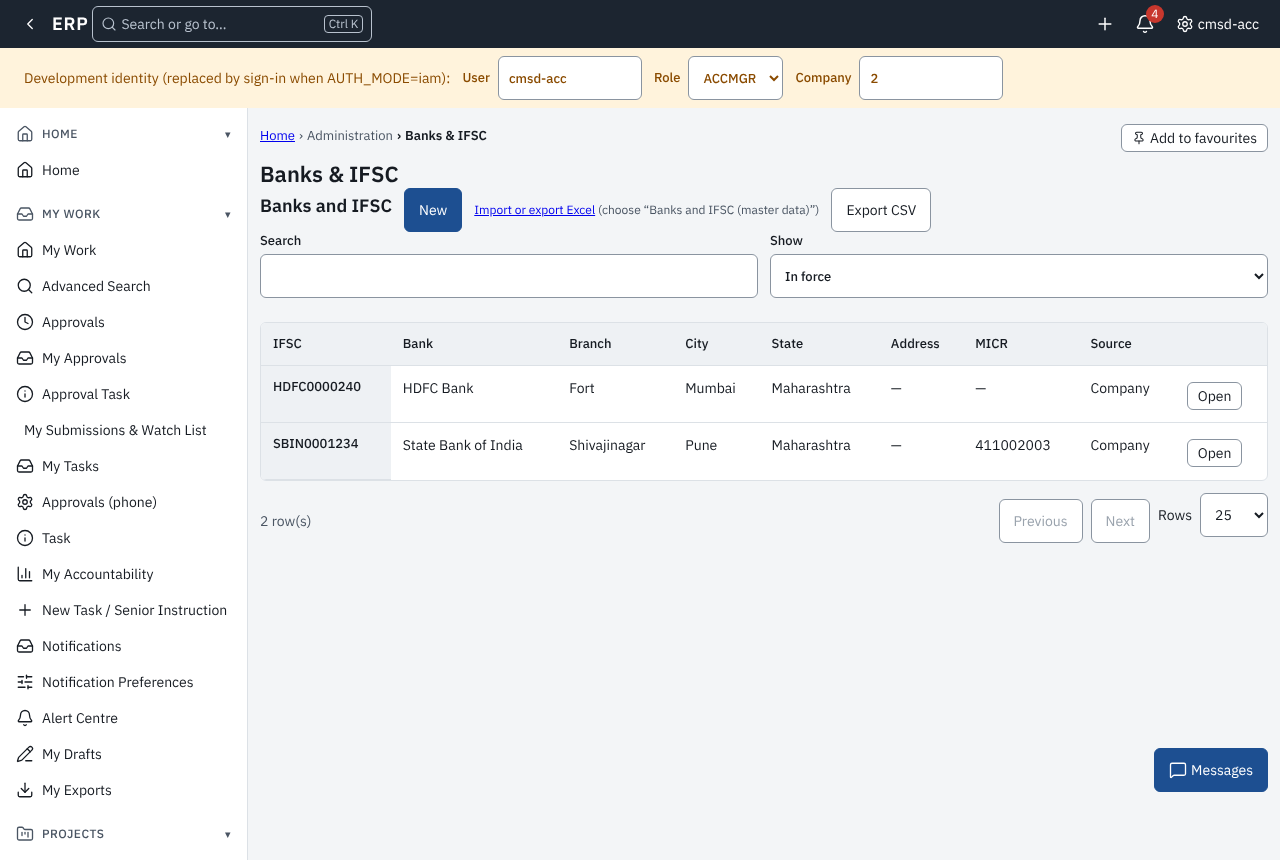 ERP
Search or go to...
Ctrl K
4
cmsd-acc
Development identity (replaced by sign-in when AUTH_MODE=iam):
User
cmsd-acc
Role
ACCMGR
Company
2
HOME
Home
MY WORK
My Work
Advanced Search
Approvals
My Approvals
Approval Task
My Submissions & Watch List
My Tasks
Approvals (phone)
Task
My Accountability
New Task / Senior Instruction
Notifications
Notification Preferences
Alert Centre
My Drafts
My Exports
PROJECTS
Home › Administration › Banks & IFSC
Add to favourites
Banks & IFSC
Banks and IFSC
New
Import or export Excel (choose “Banks and IFSC (master data)”)
Export CSV
Search
Show
In force
IFSC Bank Branch City State Address MICR Source
HDFC0000240 HDFC Bank Fort Mumbai Maharashtra — — Company Open
SBIN0001234 State Bank of India Shivajinagar Pune Maharashtra — 411002003 Company Open
2 row(s)
Previous
Next
Rows
25
Messages